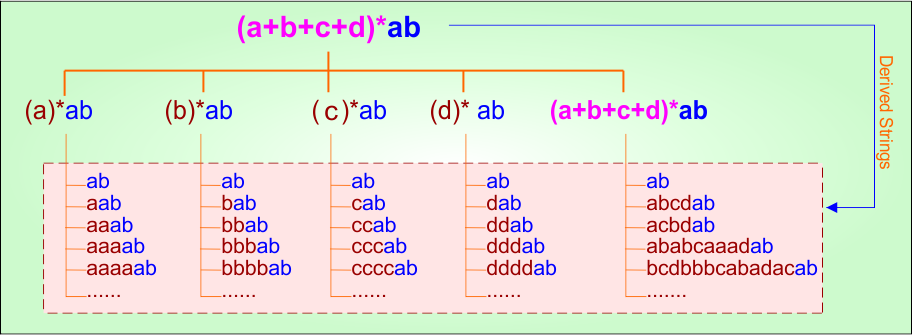 (a+b+c+d)*ab
Derived Strings
(a)*ab (b)*ab (c)*ab (d)* ab (a+b+c+d)*ab
ab ab ab ab ab
aab bab cab dab abcdab
aaab bbab ccab ddab acbdab
aaaab bbbab cccab dddab ababcaaadab
aaaaab bbbbab ccccab ddddab bcdbbbcabadacab
...... ...... ...... ...... .......